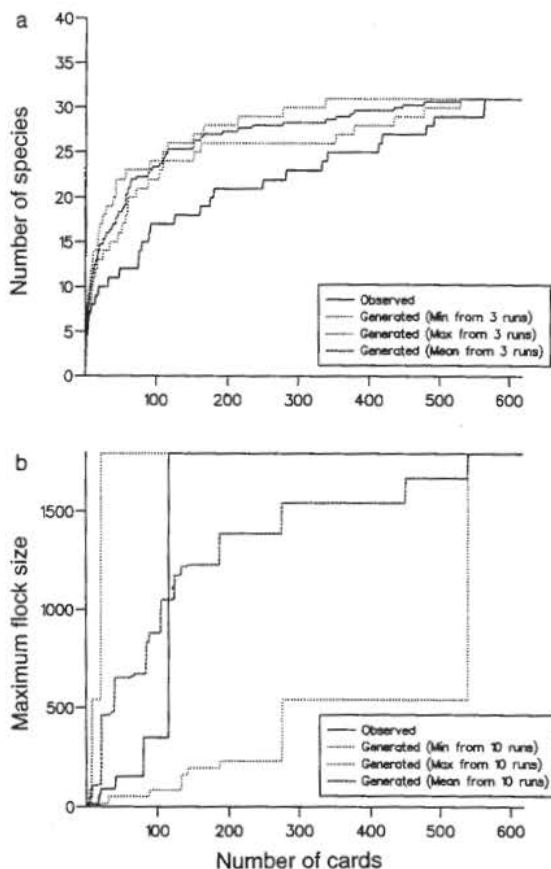 a
Number of species
40
35
30
25
20
15
10
5
0
100 200 300 400 500 600
Observed
Generated (Min from 3 runs)
Generated (Max from 3 runs)
Generated (Mean from 3 runs)
b
Maximum flock size
1500
1000
500
0
100 200 300 400 500 600
Observed
Generated (Min from 10 runs)
Generated (Max from 10 runs)
Generated (Mean from 10 runs)
Number of cards